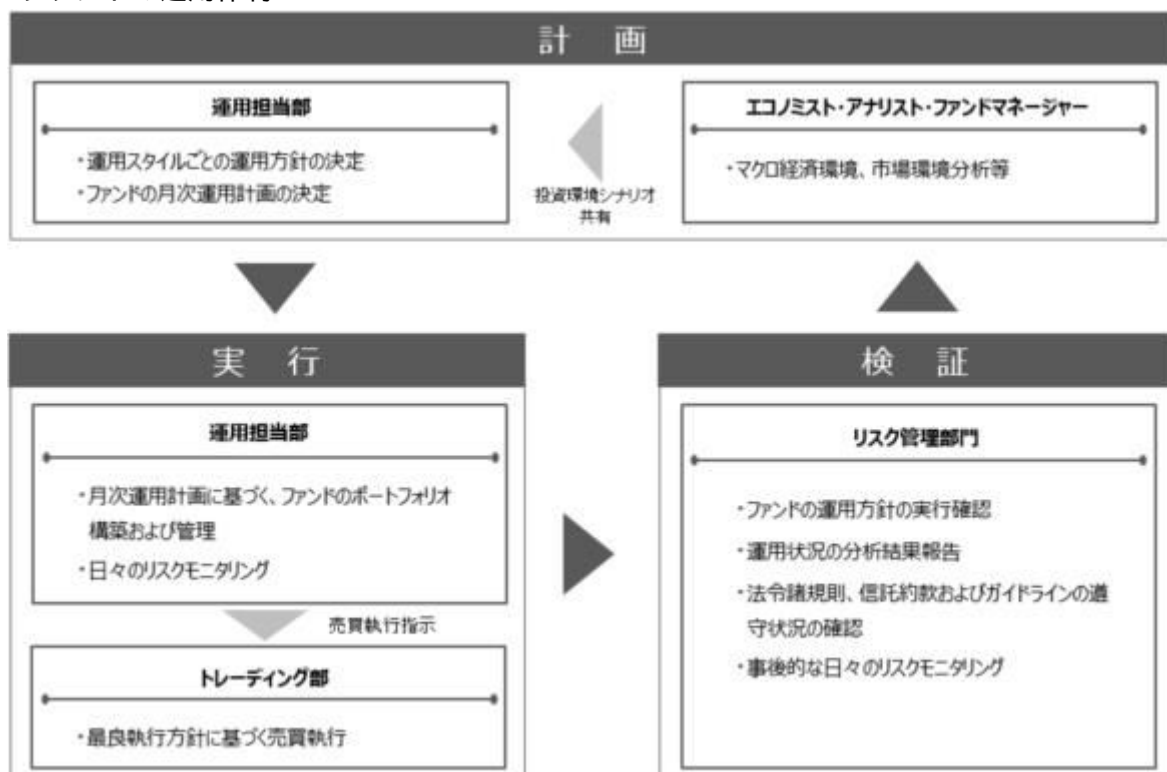 計 画
運用担当部
・運用スタイルごとの運用方針の決定
・ファンドの月次運用計画の決定
投資環境シナリオ
共有
エコノミスト・アナリスト・ファンドマネージャー
・マクロ経済環境、市場環境分析等
実 行
運用担当部
・月次運用計画に基づく、ファンドのポートフォリオ
構築および管理
・日々のリスクモニタリング
売買執行指示
トレーディング部
・最良執行方針に基づく売買執行
検 証
リスク管理部門
・ファンドの運用方針の実行確認
・運用状況の分析結果報告
・法令諸規則、信託約款およびガイドラインの遵
守状況の確認
・事後的な日々のリスクモニタリング